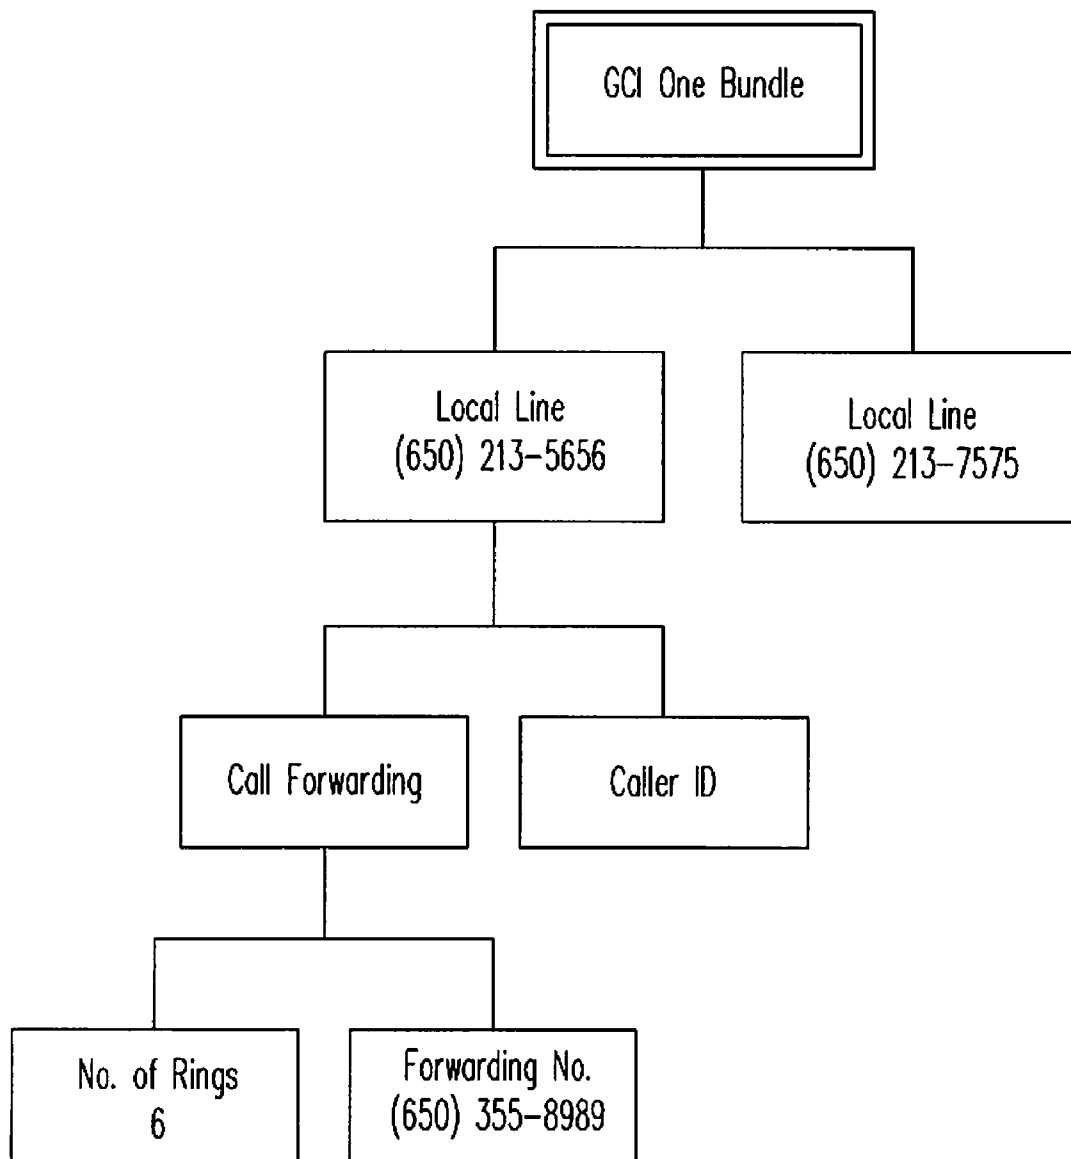 GCI One Bundle
Local Line
(650) 213-5656
Local Line
(650) 213-7575
Call Forwarding
Caller ID
No. of Rings
6
Forwarding No.
(650) 355-8989